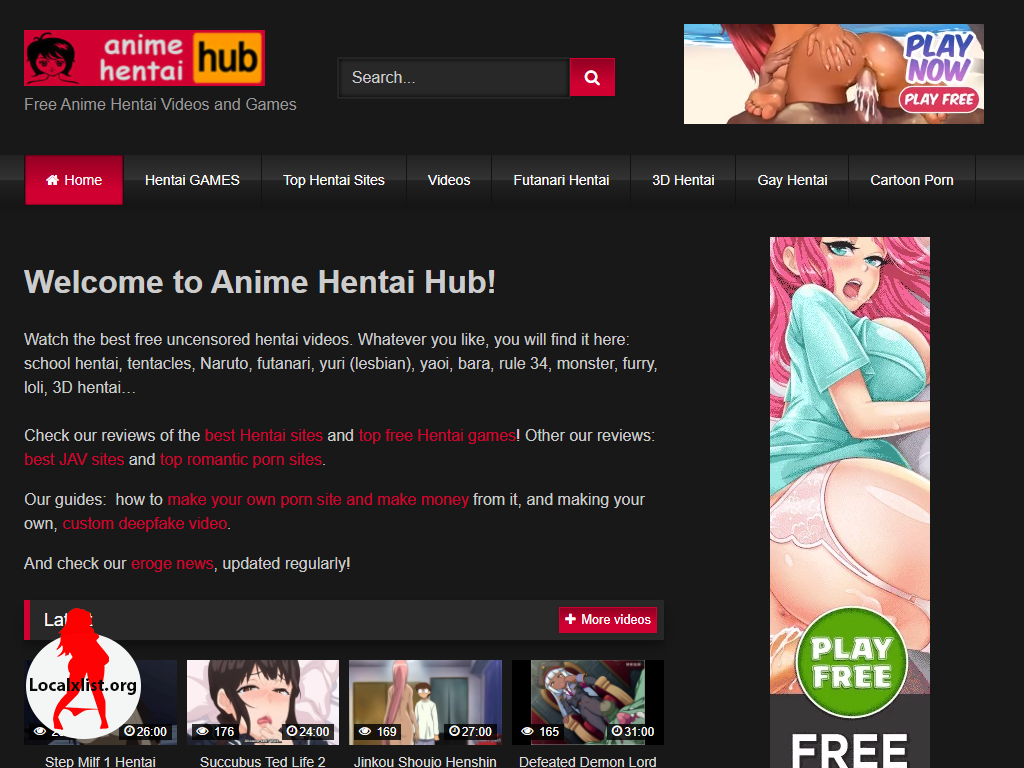 anime
hentai hub
Free Anime Hentai Videos and Games
Search...
PLAY
NOW
PLAY FREE
Home
Hentai GAMES
Top Hentai Sites
Videos
Futanari Hentai
3D Hentai
Gay Hentai
Cartoon Porn
Welcome to Anime Hentai Hub!
Watch the best free uncensored hentai videos. Whatever you like, you will find it here:
school hentai, tentacles, Naruto, futanari, yuri (lesbian), yaoi, bara, rule 34, monster, furry,
loli, 3D hentai…
Check our reviews of the best Hentai sites and top free Hentai games! Other our reviews:
best JAV sites and top romantic porn sites.
Our guides:  how to make your own porn site and make money from it, and making your
own, custom deepfake video.
And check our eroge news, updated regularly!
More videos
Localxlist.org
26:00
176
24:00
169
27:00
165
31:00
Step Milf 1 Hentai
Succubus Ted Life 2
Jinkou Shoujo Henshin
Defeated Demon Lord
PLAY
FREE
FREE